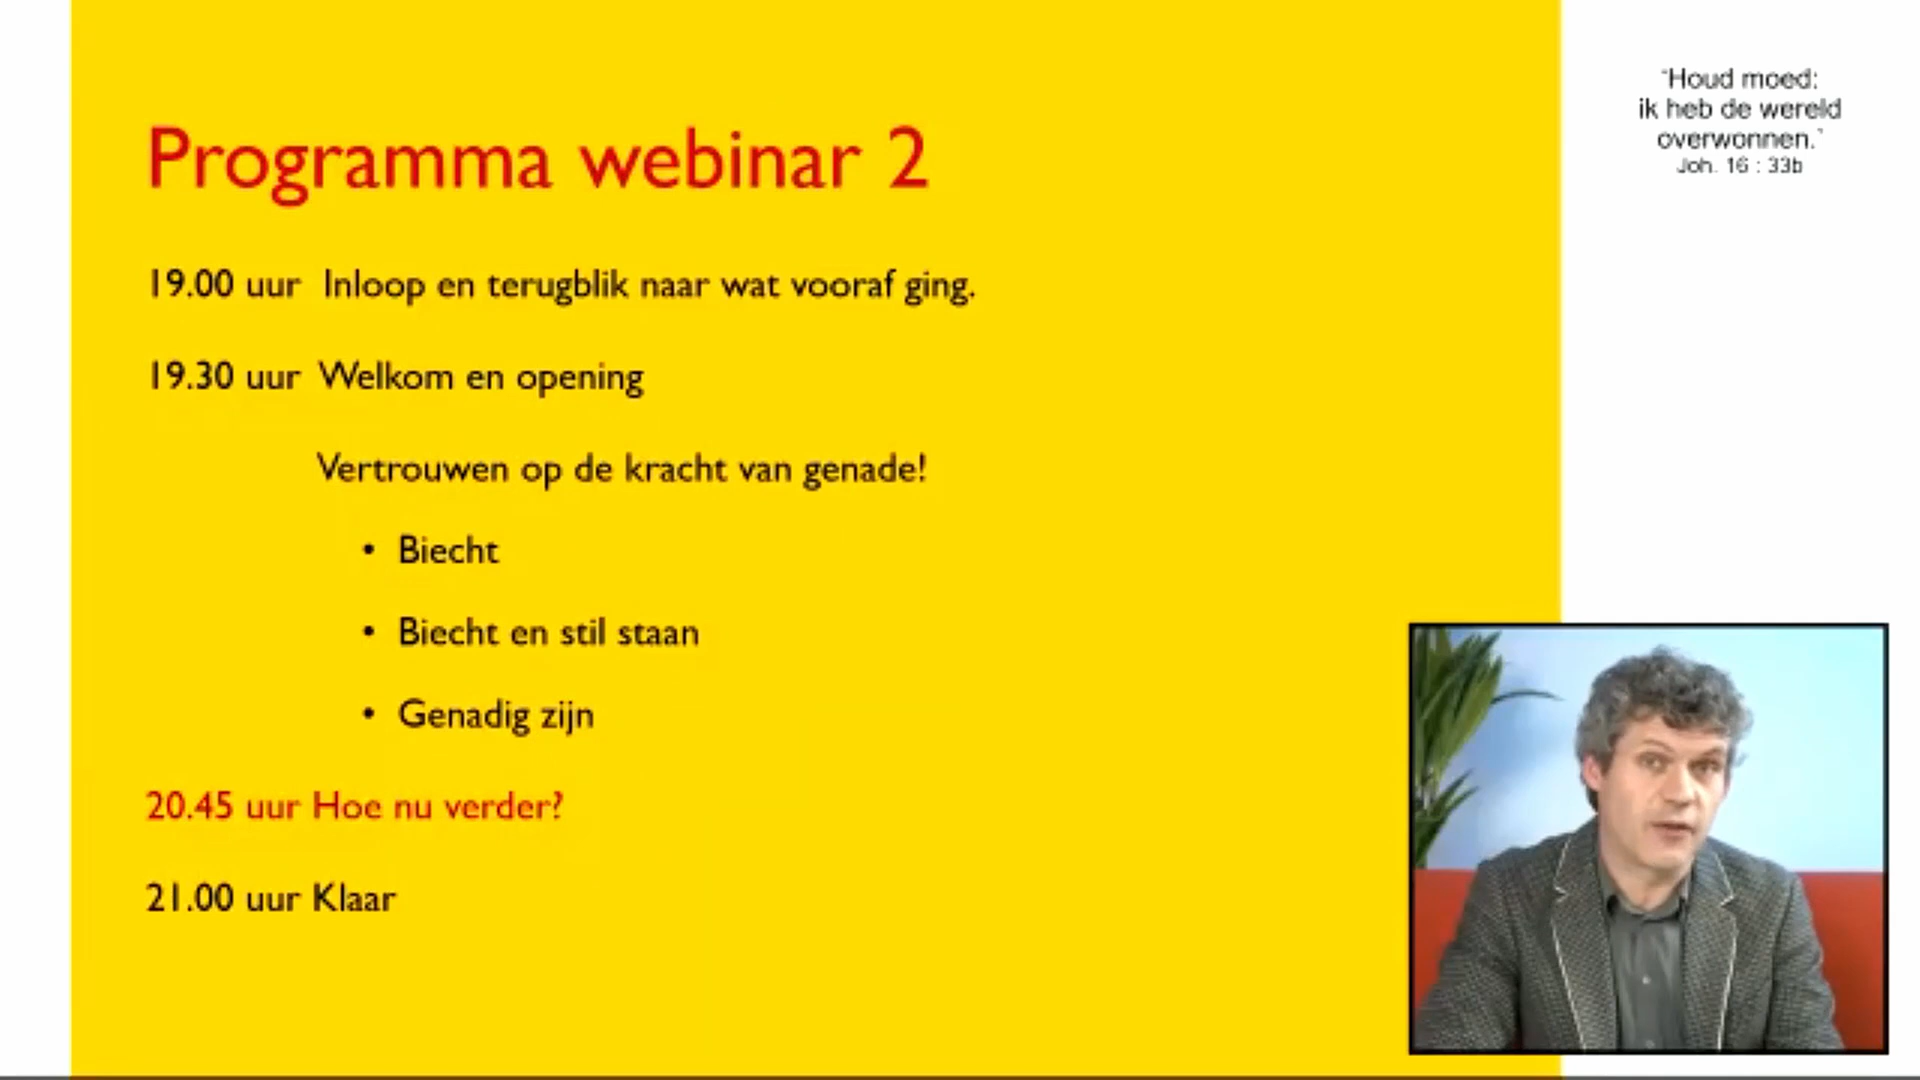 Programma webinar 2
19.00 uur Inloop en terugblik naar wat vooraf ging.
19.30 uur Welkom en opening
Vertrouwen op de kracht van genade!
• Biecht
• Biecht en stil staan
• Genadig zijn
20.45 uur Hoe nu verder?
21.00 uur Klaar
'Houd moed:
ik heb de wereld
overwonnen.'
Joh. 16 : 33b